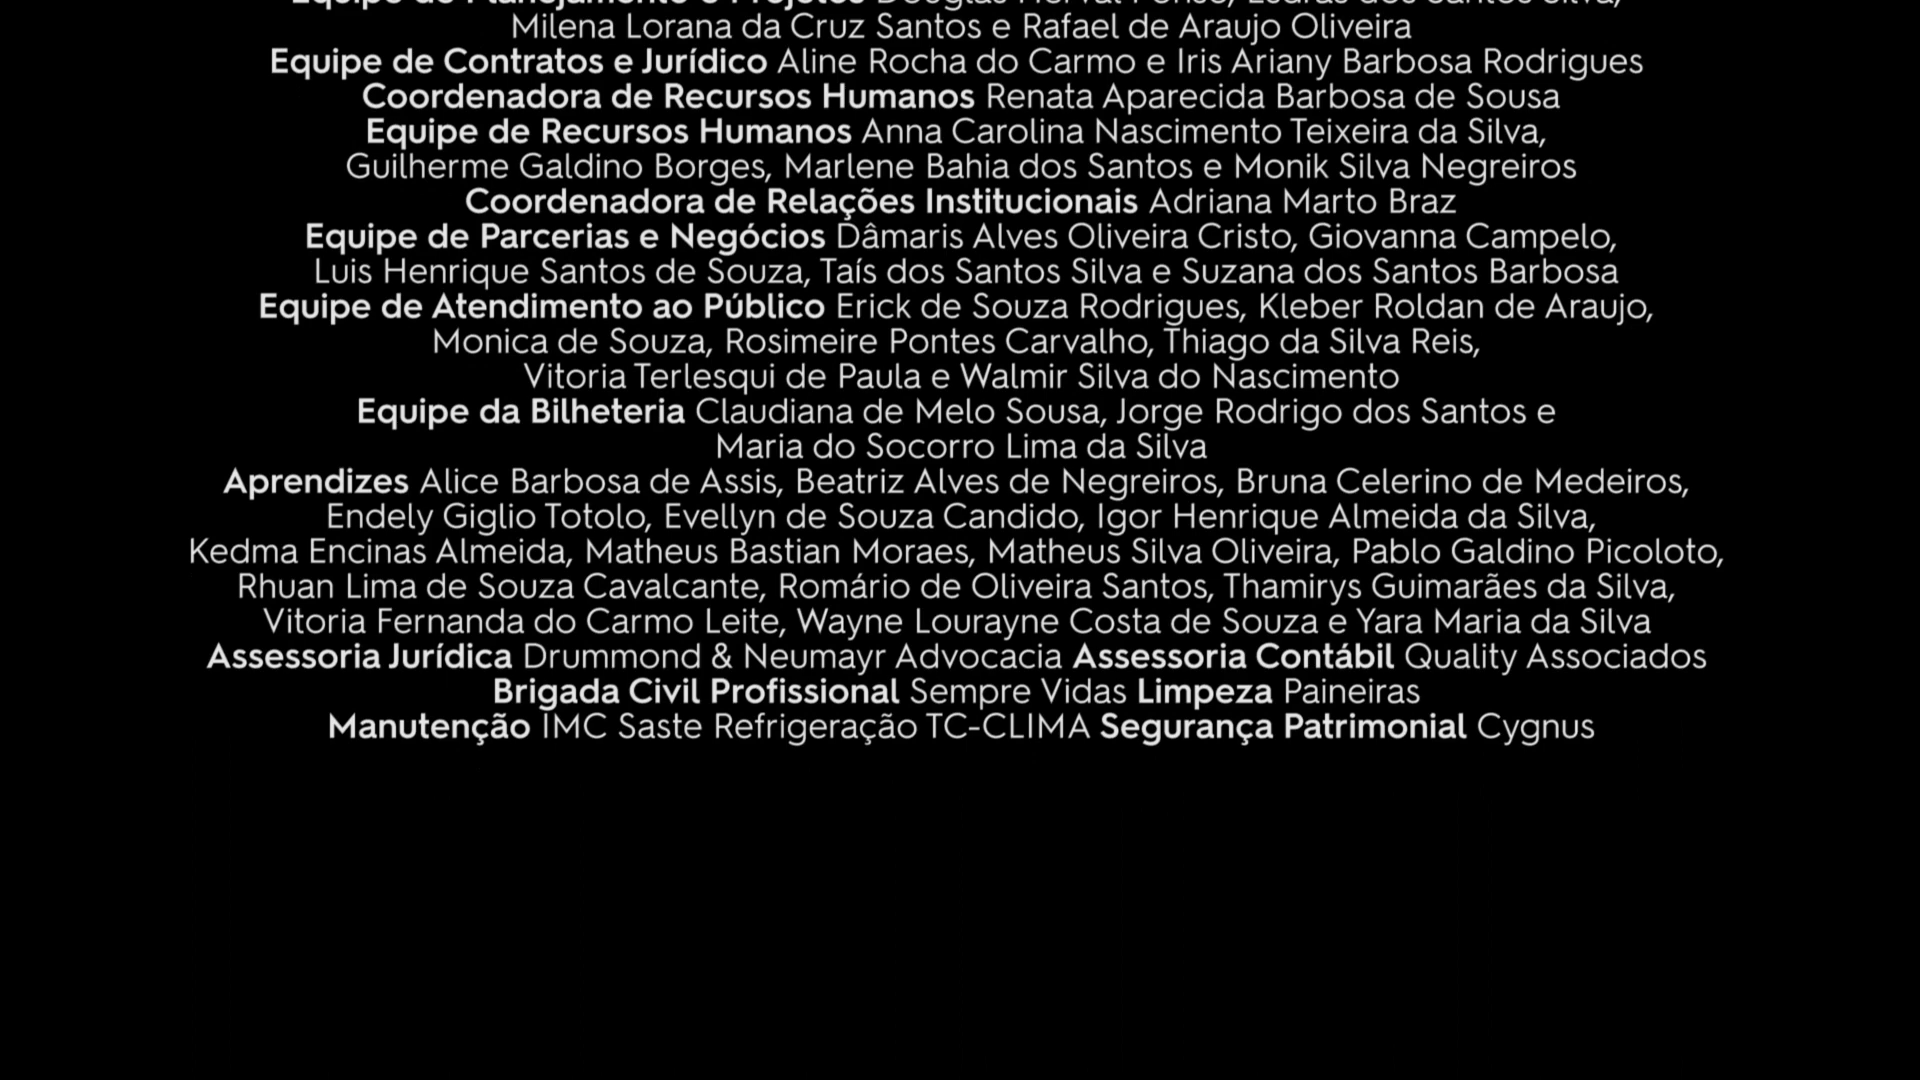 Equipe de Planejamento e Projetos Douglas Herval Ponso, Esdras dos Santos Silva,
Milena Lorana da Cruz Santos e Rafael de Araujo Oliveira
Equipe de Contratos e Jurídico Aline Rocha do Carmo e Iris Ariany Barbosa Rodrigues
Coordenadora de Recursos Humanos Renata Aparecida Barbosa de Sousa
Equipe de Recursos Humanos Anna Carolina Nascimento Teixeira da Silva,
Guilherme Galdino Borges, Marlene Bahia dos Santos e Monik Silva Negreiros
Coordenadora de Relações Institucionais Adriana Marto Braz
Equipe de Parcerias e Negócios Dâmaris Alves Oliveira Cristo, Giovanna Campelo,
Luis Henrique Santos de Souza, Taís dos Santos Silva e Suzana dos Santos Barbosa
Equipe de Atendimento ao Público Erick de Souza Rodrigues, Kleber Roldan de Araujo,
Monica de Souza, Rosimeire Pontes Carvalho, Thiago da Silva Reis,
Vitoria Terlesqui de Paula e Walmir Silva do Nascimento
Equipe da Bilheteria Claudiana de Melo Sousa, Jorge Rodrigo dos Santos e
Maria do Socorro Lima da Silva
Aprendizes Alice Barbosa de Assis, Beatriz Alves de Negreiros, Bruna Celerino de Medeiros,
Endely Giglio Totolo, Evellyn de Souza Candido, Igor Henrique Almeida da Silva,
Kedma Encinas Almeida, Matheus Bastian Moraes, Matheus Silva Oliveira, Pablo Galdino Picoloto,
Rhuan Lima de Souza Cavalcante, Romário de Oliveira Santos, Thamirys Guimarães da Silva,
Vitoria Fernanda do Carmo Leite, Wayne Lourayne Costa de Souza e Yara Maria da Silva
Assessoria Jurídica Drummond & Neumayr Advocacia Assessoria Contábil Quality Associados
Brigada Civil Profissional Sempre Vidas Limpeza Paineiras
Manutenção IMC Saste Refrigeração TC-CLIMA Segurança Patrimonial Cygnus